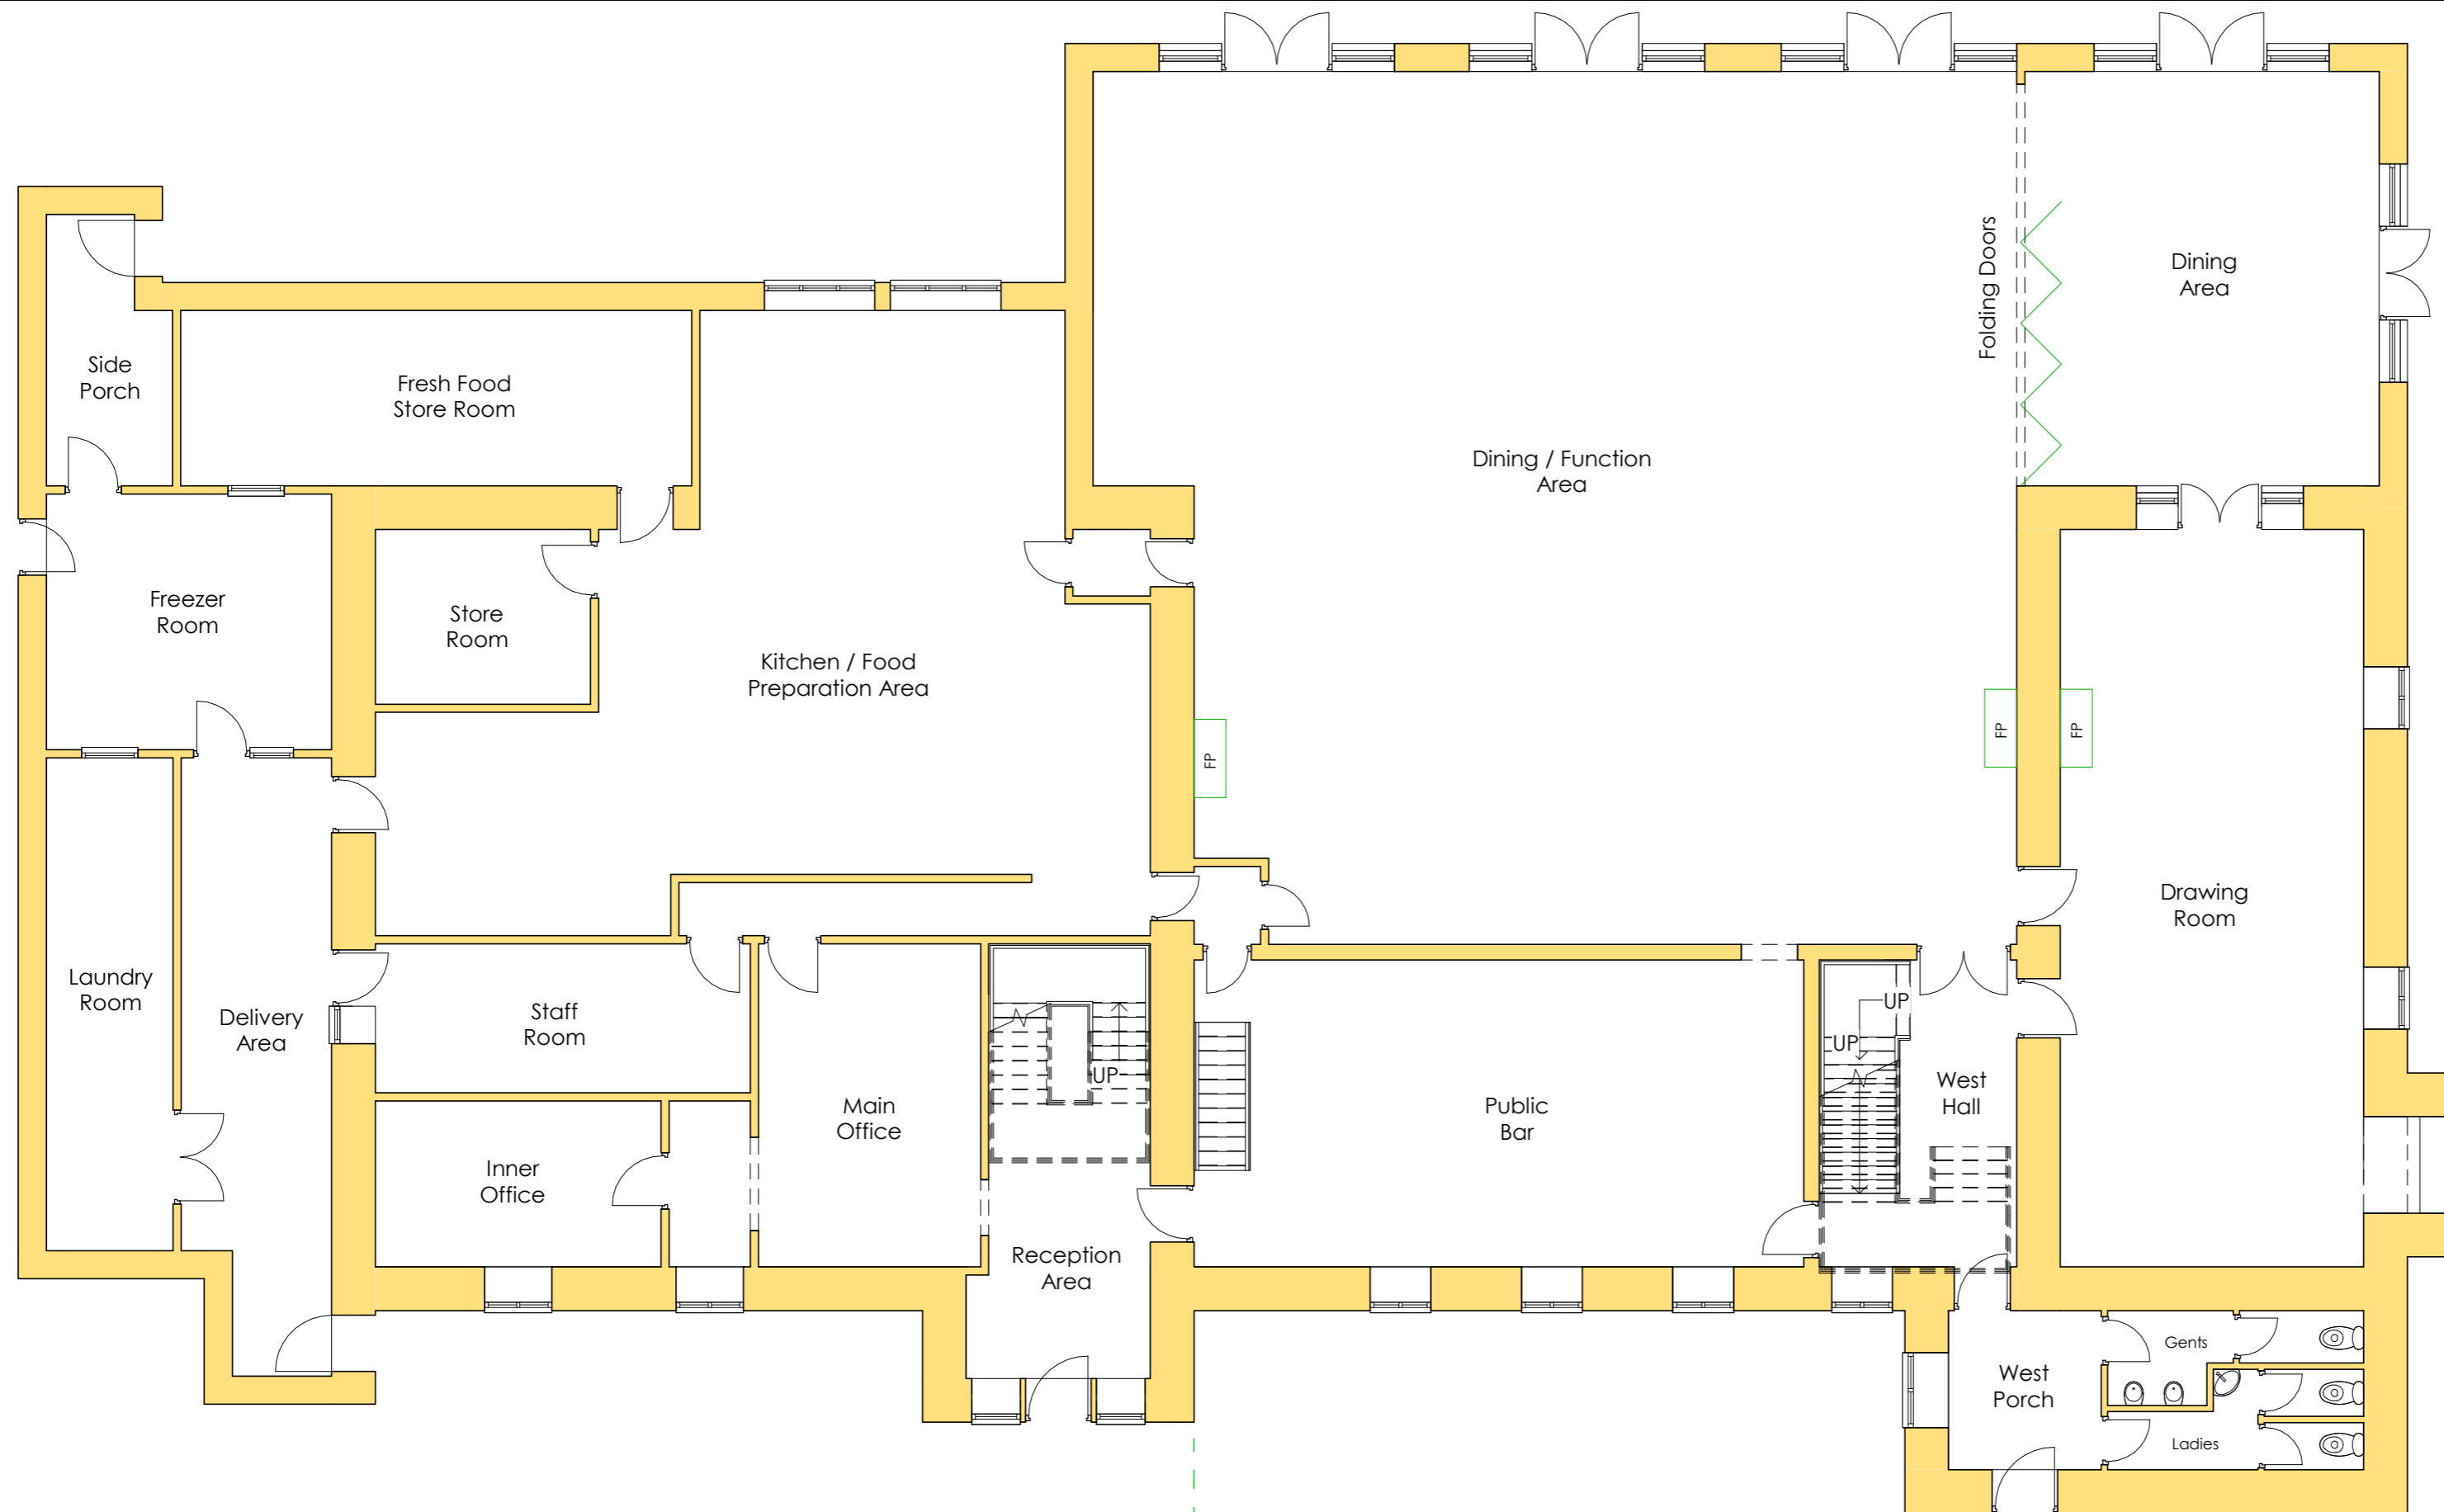 Folding Doors
Dining
Area
Side
Porch
Fresh Food
Store Room
Dining / Function
Area
Freezer
Room
Store
Room
Kitchen / Food
Preparation Area
FP
FP
FP
Drawing
Room
Laundry
Room
Delivery
Area
Staff
Room
UP
UP
UP
Main
Office
Public
Bar
West
Hall
Inner
Office
Reception
Area
Gents
West
Porch
Ladies